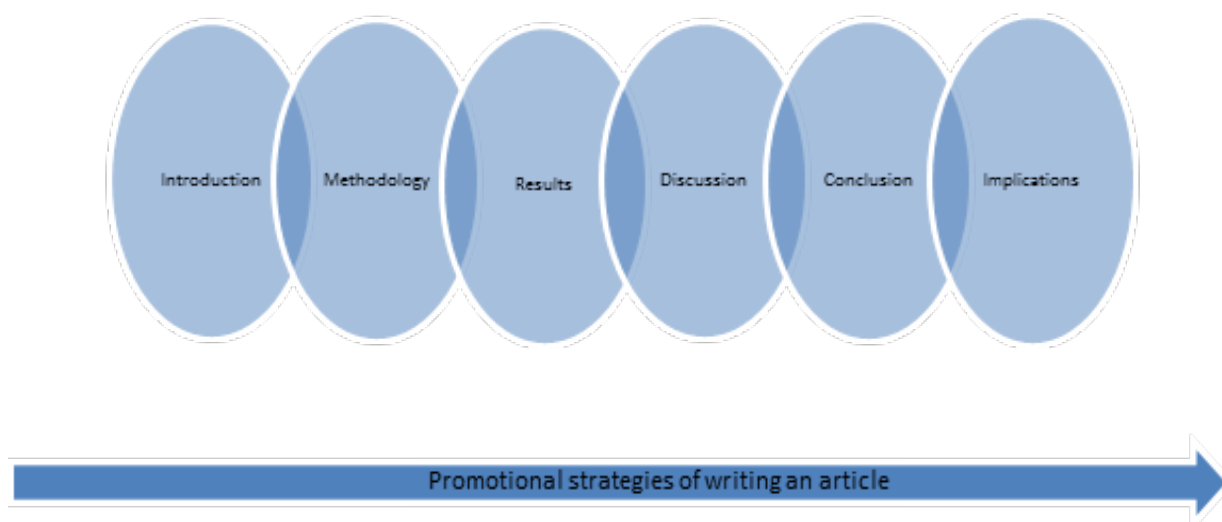 Introduction Methodology Results Discussion Conclusion Implications
Promotional strategies of writing an article